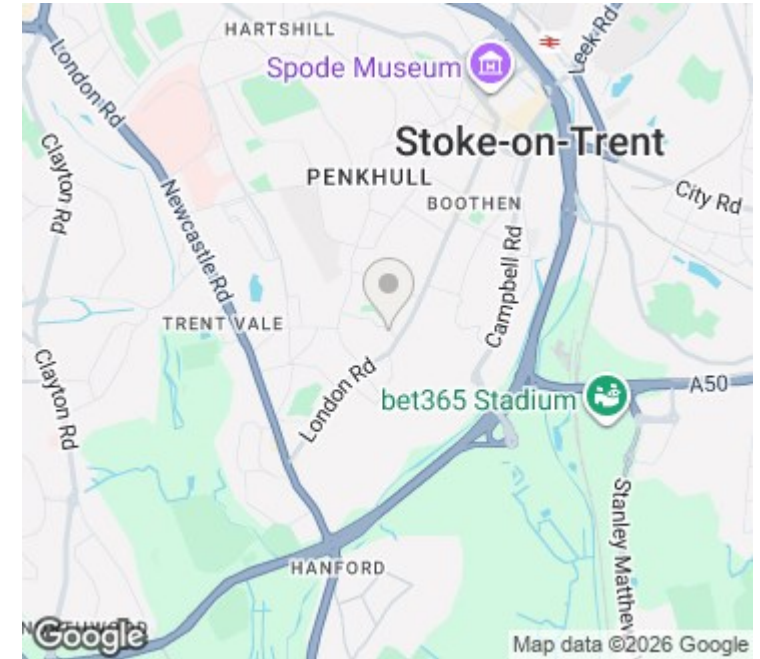 HARTSHILL
Leek Rd
London Rd
Spode Museum
Stoke-on-Trent
Clayton Rd
PENKHULL
City Rd
BOOTHEN
Newcastle Rd
Campbell Rd
TRENT VALE
Clayton Rd
London Rd
A50
bet365 Stadium
Stanley Matthew
HANFORD
Google
Map data ©2026 Google